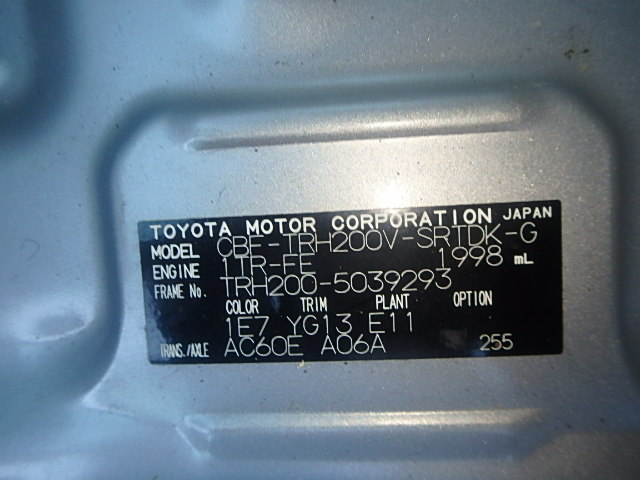 TOYOTA MOTOR CORPORATION JAPAN
MODEL CBF-TRH200V-SRTDK-G
ENGINE 1TR-FE 1998 mL
FRAME No. TRH200-5039293
COLOR TRIM PLANT OPTION
1E7 YG13 E11
TRANS./AXLE AC60E A06A 255